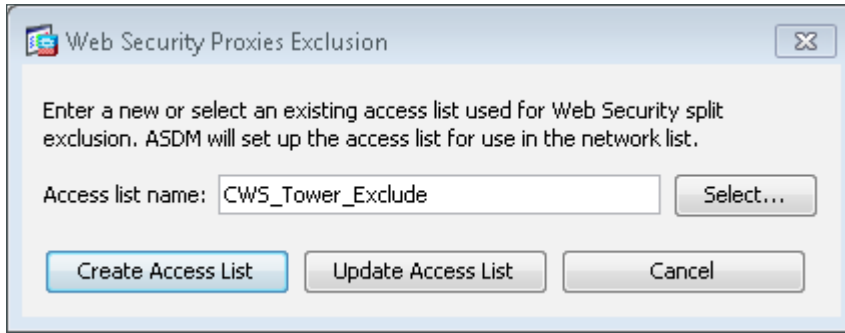 Web Security Proxies Exclusion
Enter a new or select an existing access list used for Web Security split
exclusion. ASDM will set up the access list for use in the network list.
Access list name: CWS_Tower_Exclude Select...
Create Access List Update Access List Cancel